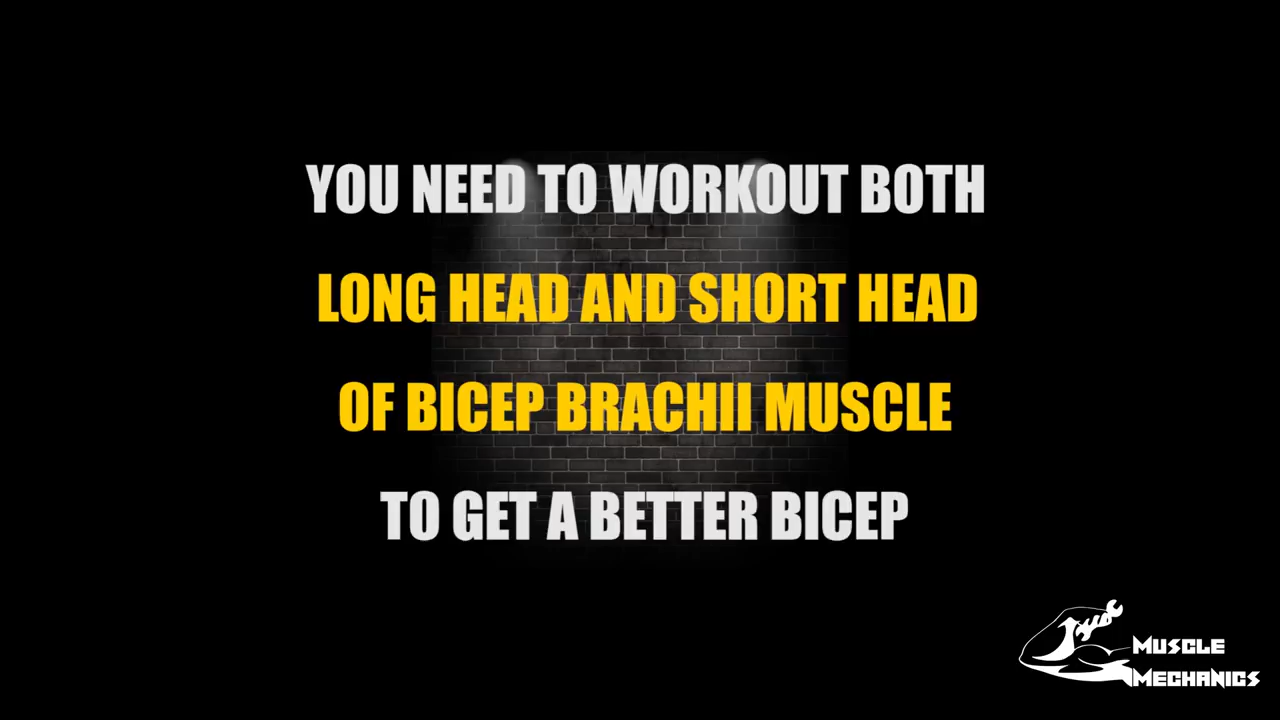 YOU NEED TO WORKOUT BOTH
LONG HEAD AND SHORT HEAD
OF BICEP BRACHII MUSCLE
TO GET A BETTER BICEP
MUSCLE
MECHANICS